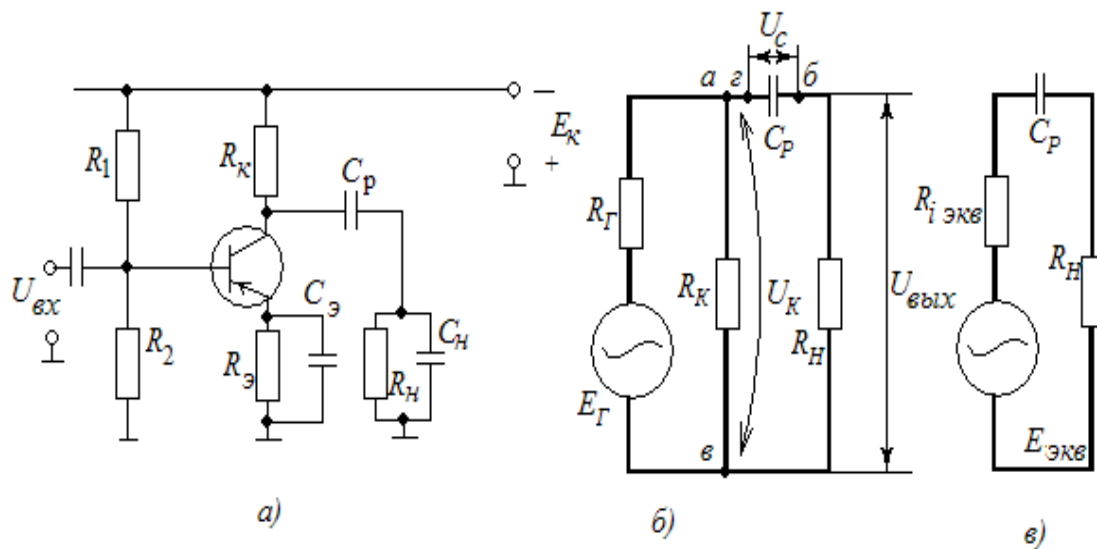 R1
Rк
Cр
− Eк
+
Uвх
R2
Cэ
Rэ
Rн
Cн
а)
Uс
а г б
CР
RГ
RК
UК
RН
Uвых
EГ
в
б)
CР
Ri экв
RН
Eэкв
в)